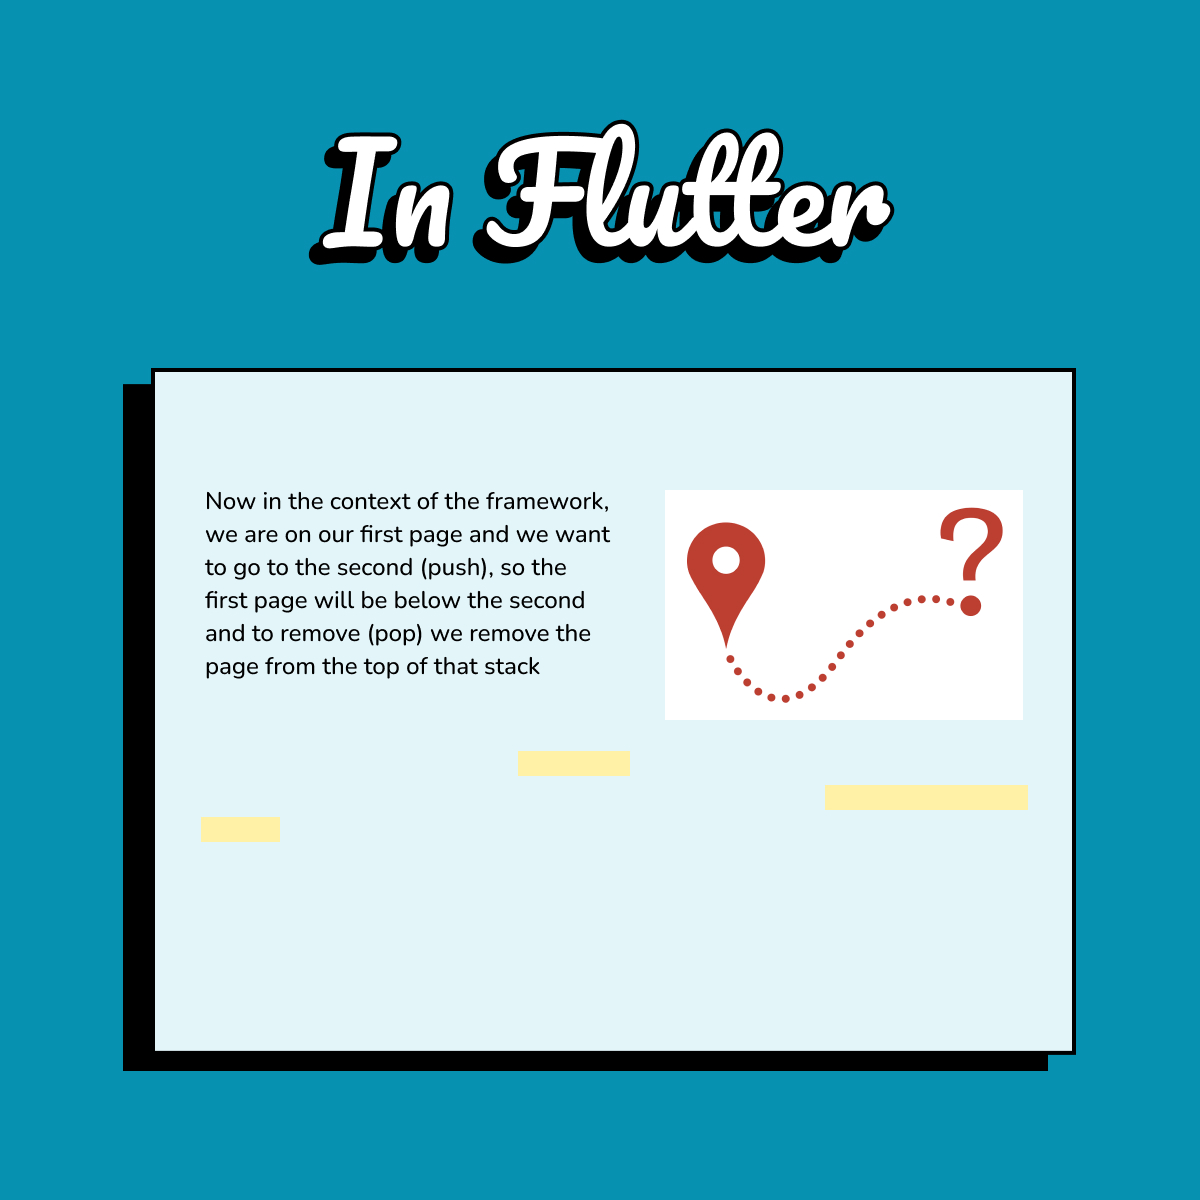 In Flutter
Now in the context of the framework,
we are on our first page and we want
to go to the second (push), so the
first page will be below the second
and to remove (pop) we remove the
page from the top of that stack
?